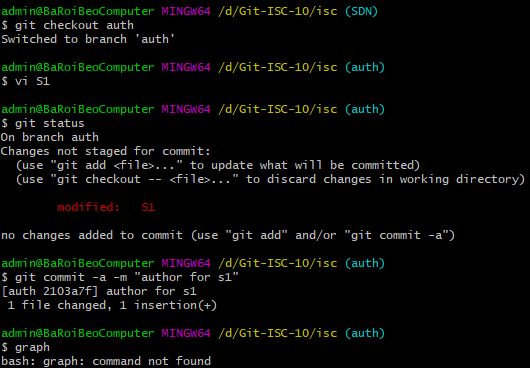 admin@BaRoiBeoComputer MINGW64 /d/Git-ISC-10/isc (SDN)
$ git checkout auth
Switched to branch 'auth'
admin@BaRoiBeoComputer MINGW64 /d/Git-ISC-10/isc (auth)
$ vi S1
admin@BaRoiBeoComputer MINGW64 /d/Git-ISC-10/isc (auth)
$ git status
On branch auth
Changes not staged for commit:
  (use "git add <file>..." to update what will be committed)
  (use "git checkout -- <file>..." to discard changes in working directory)
        modified:   S1
no changes added to commit (use "git add" and/or "git commit -a")
admin@BaRoiBeoComputer MINGW64 /d/Git-ISC-10/isc (auth)
$ git commit -a -m "author for s1"
[auth 2103a7f] author for s1
 1 file changed, 1 insertion(+)
admin@BaRoiBeoComputer MINGW64 /d/Git-ISC-10/isc (auth)
$ graph
bash: graph: command not found